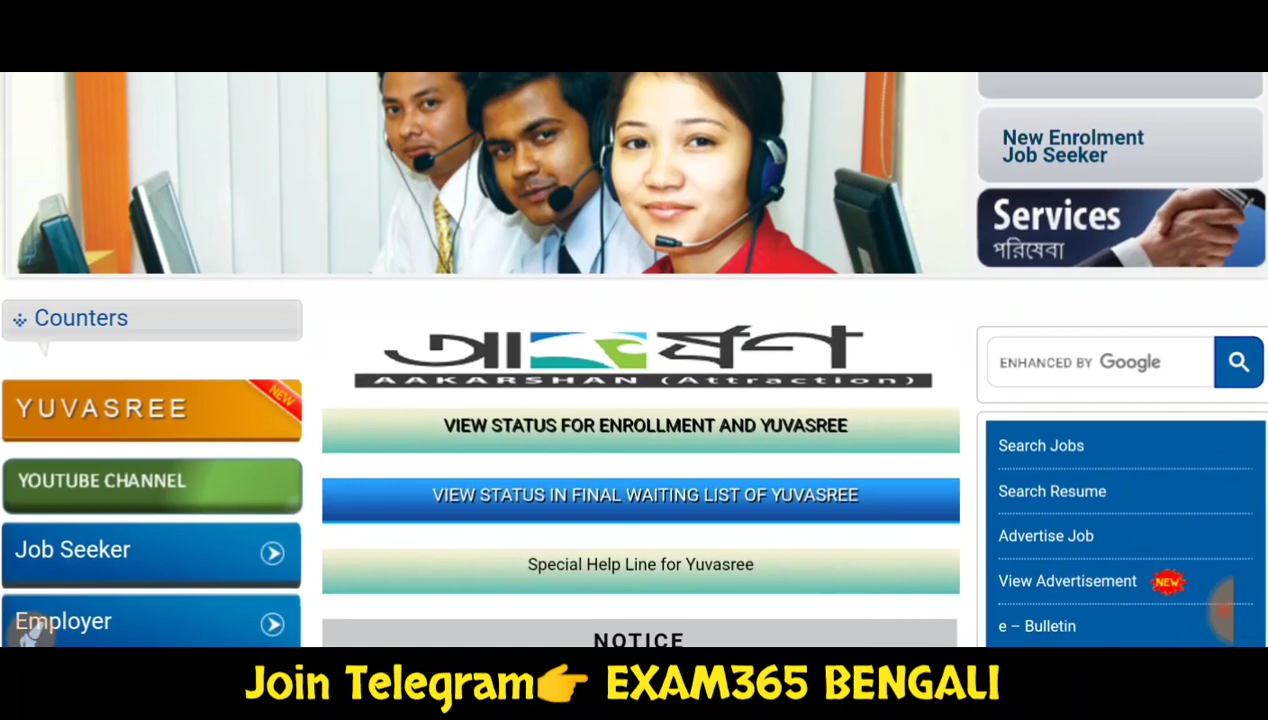 New Enrolment
Job Seeker
Services
পরিষেবা
Counters
YUVASREE
NEW
YOUTUBE CHANNEL
Job Seeker
Employer
আকর্ষণ
AAKARSHAN (Attraction)
VIEW STATUS FOR ENROLLMENT AND YUVASREE
VIEW STATUS IN FINAL WAITING LIST OF YUVASREE
Special Help Line for Yuvasree
NOTICE
ENHANCED BY Google
Search Jobs
Search Resume
Advertise Job
View Advertisement NEW
e – Bulletin
Join Telegram👉 EXAM365 BENGALI